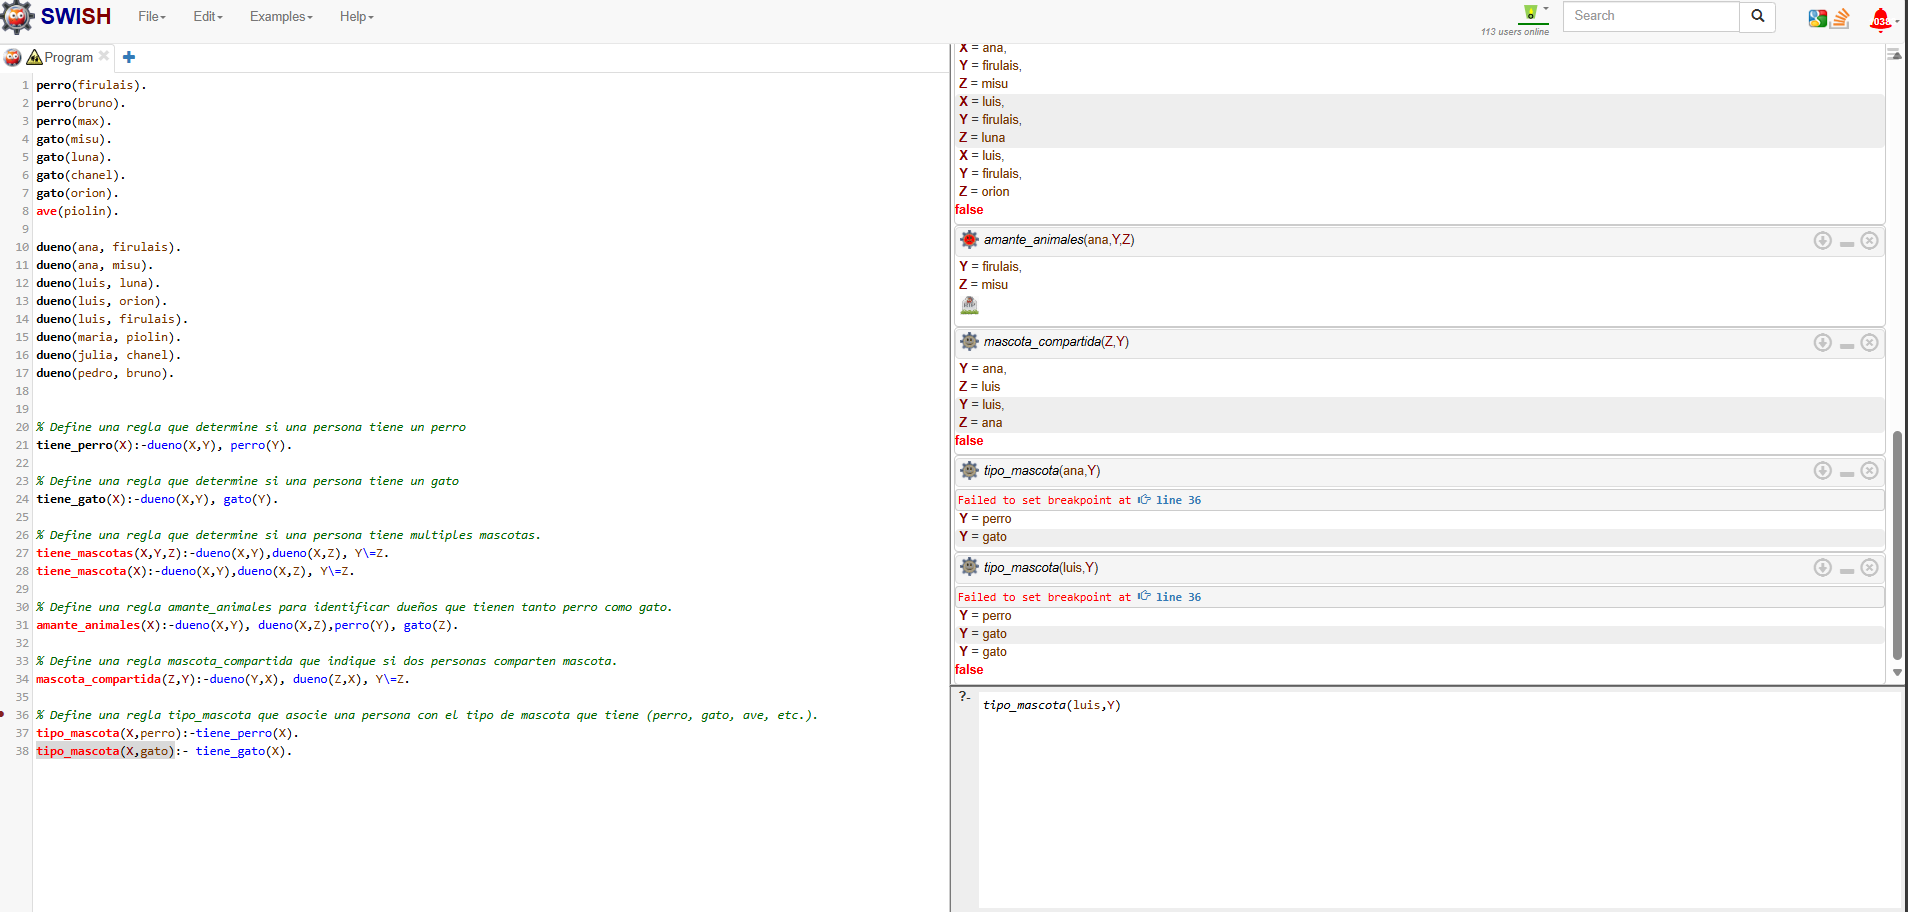 SWISH File Edit Examples Help 113 users online Search
Program
1 perro(firulais).
2 perro(bruno).
3 perro(max).
4 gato(misu).
5 gato(luna).
6 gato(chanel).
7 gato(orion).
8 ave(piolin).
9
10 dueno(ana, firulais).
11 dueno(ana, misu).
12 dueno(luis, luna).
13 dueno(luis, orion).
14 dueno(luis, firulais).
15 dueno(maria, piolin).
16 dueno(julia, chanel).
17 dueno(pedro, bruno).
18
19
20 % Define una regla que determine si una persona tiene un perro
21 tiene_perro(X):-dueno(X,Y), perro(Y).
22
23 % Define una regla que determine si una persona tiene un gato
24 tiene_gato(X):-dueno(X,Y), gato(Y).
25
26 % Define una regla que determine si una persona tiene multiples mascotas.
27 tiene_mascotas(X,Y,Z):-dueno(X,Y),dueno(X,Z), Y\=Z.
28 tiene_mascota(X):-dueno(X,Y),dueno(X,Z), Y\=Z.
29
30 % Define una regla amante_animales para identificar dueños que tienen tanto perro como gato.
31 amante_animales(X):-dueno(X,Y), dueno(X,Z),perro(Y), gato(Z).
32
33 % Define una regla mascota_compartida que indique si dos personas comparten mascota.
34 mascota_compartida(Z,Y):-dueno(Y,X), dueno(Z,X), Y\=Z.
35
36 % Define una regla tipo_mascota que asocie una persona con el tipo de mascota que tiene (perro, gato, ave, etc.).
37 tipo_mascota(X,perro):-tiene_perro(X).
38 tipo_mascota(X,gato):- tiene_gato(X).
X = ana,
Y = firulais,
Z = misu
X = luis,
Y = firulais,
Z = luna
X = luis,
Y = firulais,
Z = orion
false
amante_animales(ana,Y,Z)
Y = firulais,
Z = misu
mascota_compartida(Z,Y)
Y = ana,
Z = luis
Y = luis,
Z = ana
false
tipo_mascota(ana,Y)
Failed to set breakpoint at line 36
Y = perro
Y = gato
tipo_mascota(luis,Y)
Failed to set breakpoint at line 36
Y = perro
Y = gato
Y = gato
false
?- tipo_mascota(luis,Y)